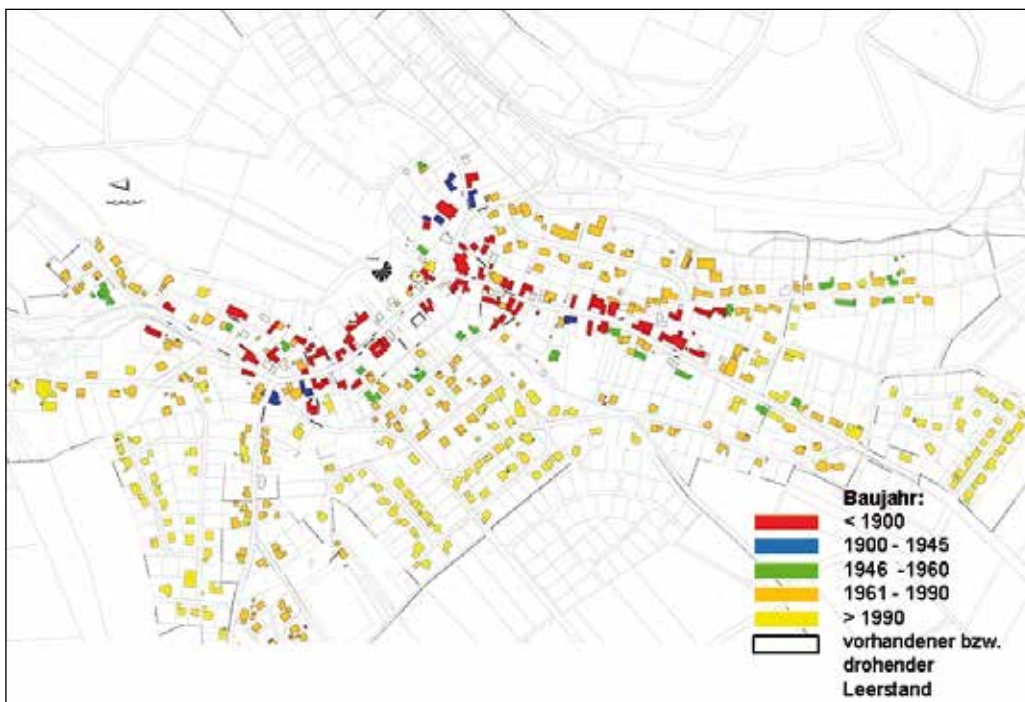 Baujahr:
< 1900
1900 - 1945
1946 -1960
1961 - 1990
> 1990
vorhandener bzw.
drohender
Leerstand